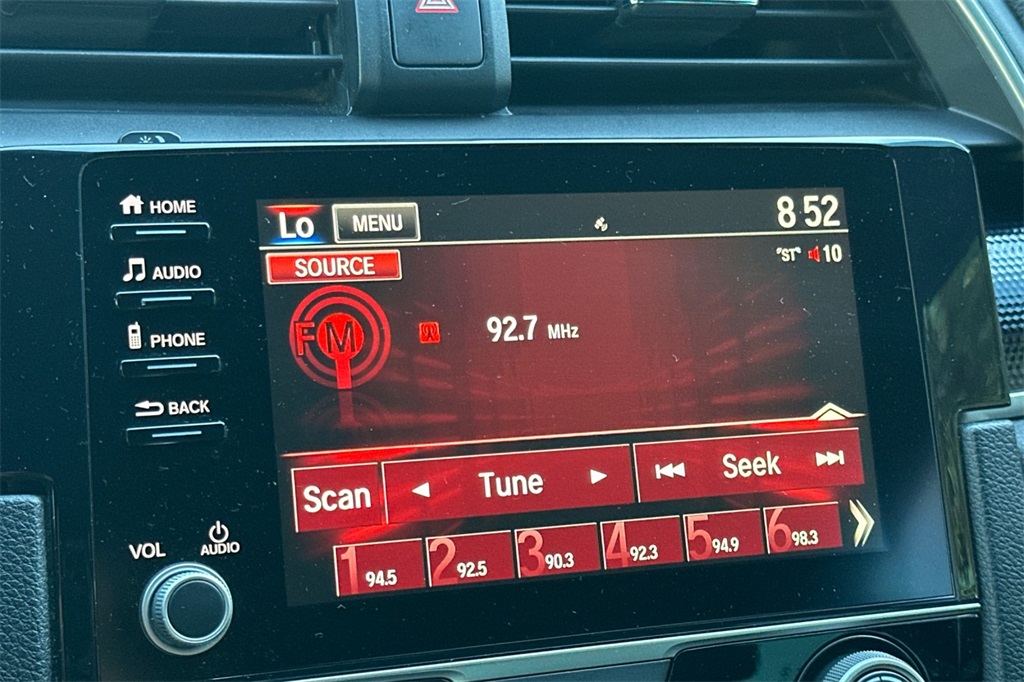 HOME
AUDIO
PHONE
BACK
VOL
AUDIO
Lo MENU 8:52
SOURCE "ST" 10
FM 92.7 MHz
Scan Tune Seek
1 94.5 2 92.5 3 90.3 4 92.3 5 94.9 6 98.3